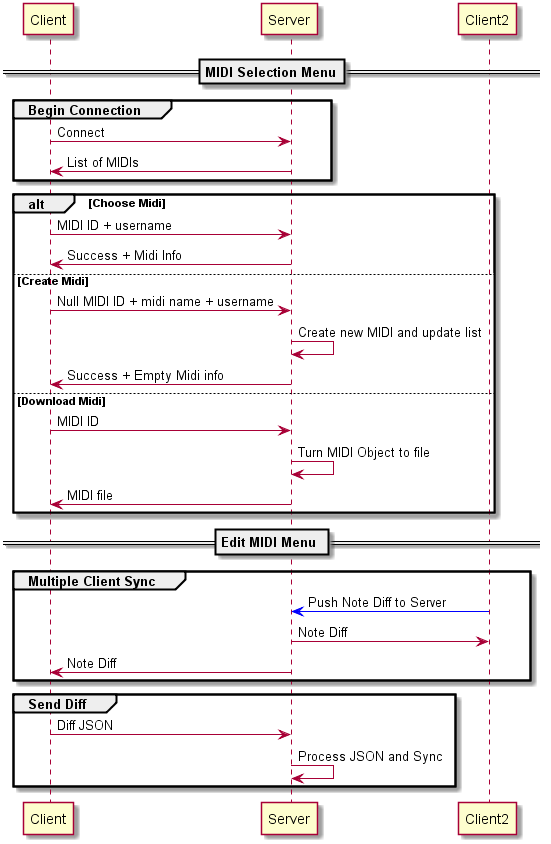 Client Server Client2
MIDI Selection Menu
Begin Connection
Connect
List of MIDIs
alt [Choose Midi]
MIDI ID + username
Success + Midi Info
[Create Midi]
Null MIDI ID + midi name + username
Create new MIDI and update list
Success + Empty Midi info
[Download Midi]
MIDI ID
Turn MIDI Object to file
MIDI file
Edit MIDI Menu
Multiple Client Sync
Push Note Diff to Server
Note Diff
Note Diff
Send Diff
Diff JSON
Process JSON and Sync
Client Server Client2